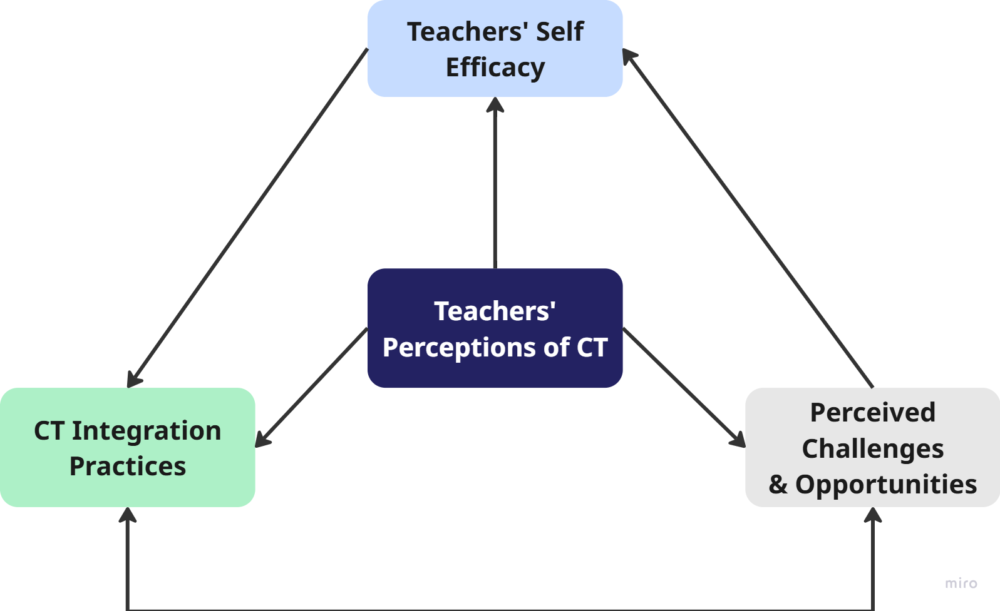 Teachers' Self
Efficacy
Teachers'
Perceptions of CT
CT Integration
Practices
Perceived
Challenges
& Opportunities
miro